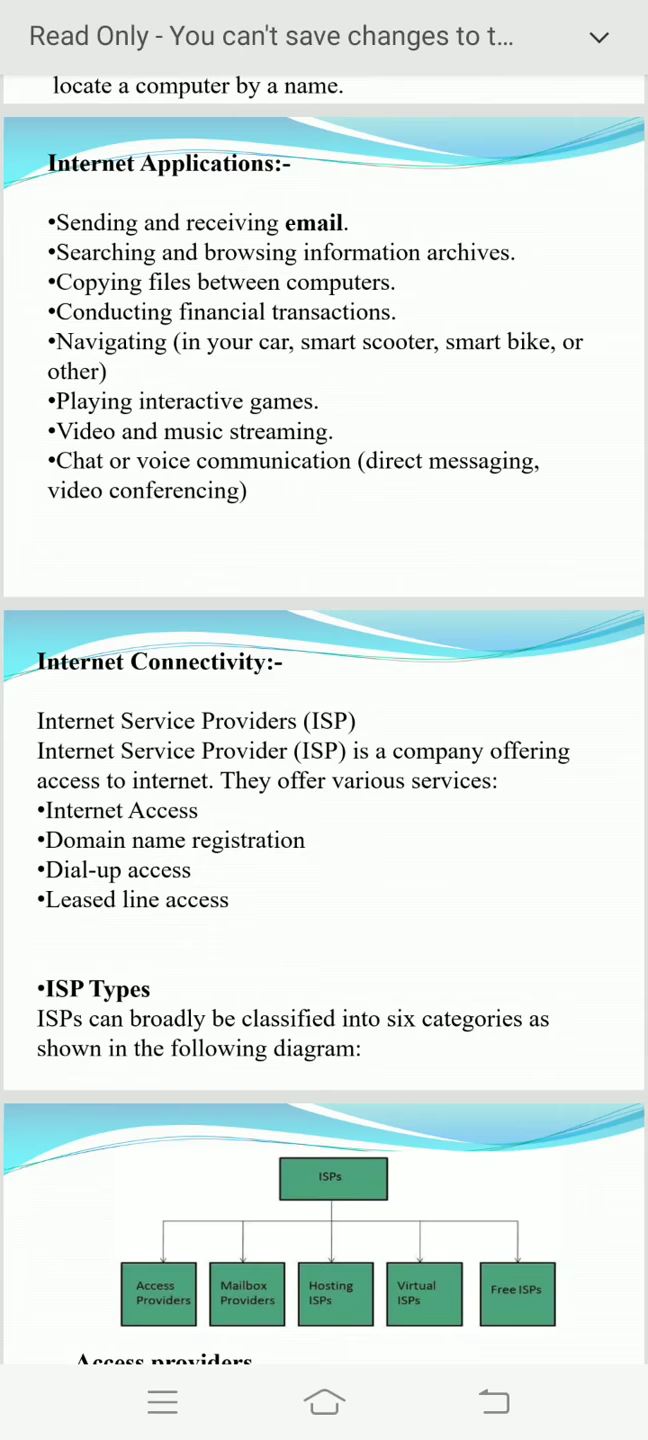 Read Only - You can't save changes to t...
locate a computer by a name.
Internet Applications:-
•Sending and receiving email.
•Searching and browsing information archives.
•Copying files between computers.
•Conducting financial transactions.
•Navigating (in your car, smart scooter, smart bike, or
other)
•Playing interactive games.
•Video and music streaming.
•Chat or voice communication (direct messaging,
video conferencing)
Internet Connectivity:-
Internet Service Providers (ISP)
Internet Service Provider (ISP) is a company offering
access to internet. They offer various services:
•Internet Access
•Domain name registration
•Dial-up access
•Leased line access
•ISP Types
ISPs can broadly be classified into six categories as
shown in the following diagram:
ISPs
Access
Providers
Mailbox
Providers
Hosting
ISPs
Virtual
ISPs
Free ISPs
Access providers